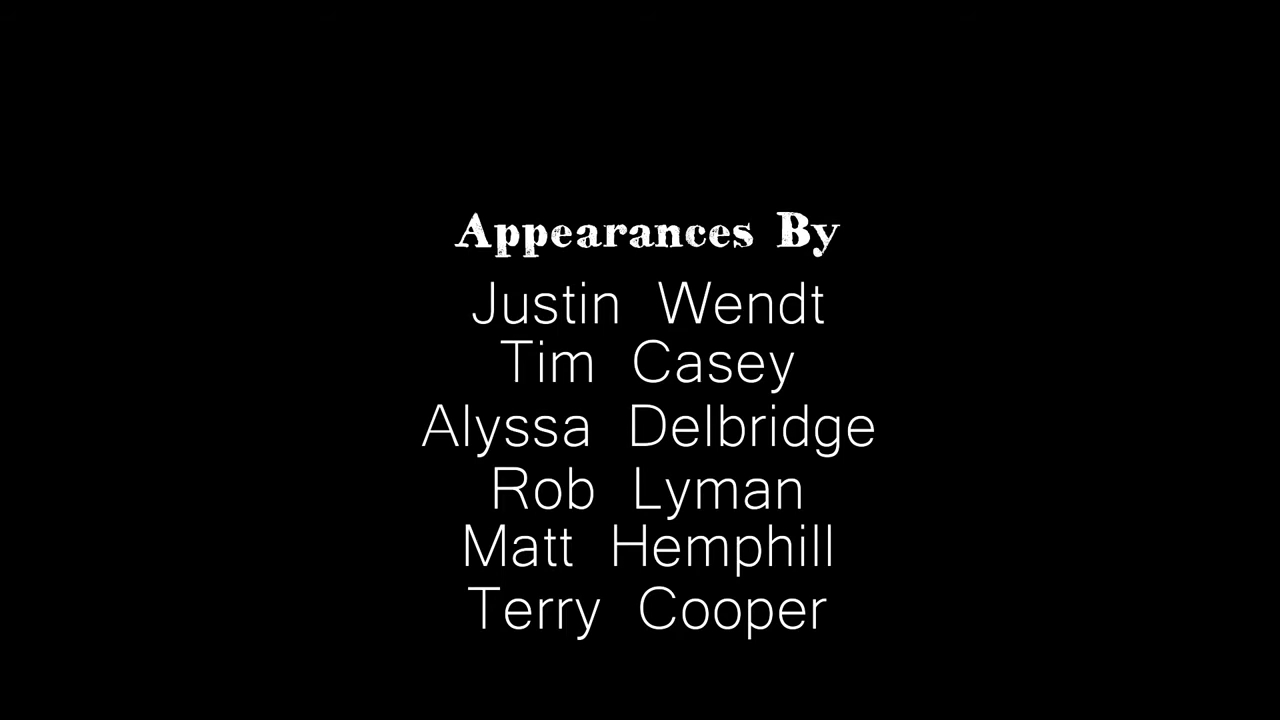 Appearances By
Justin Wendt
Tim Casey
Alyssa Delbridge
Rob Lyman
Matt Hemphill
Terry Cooper